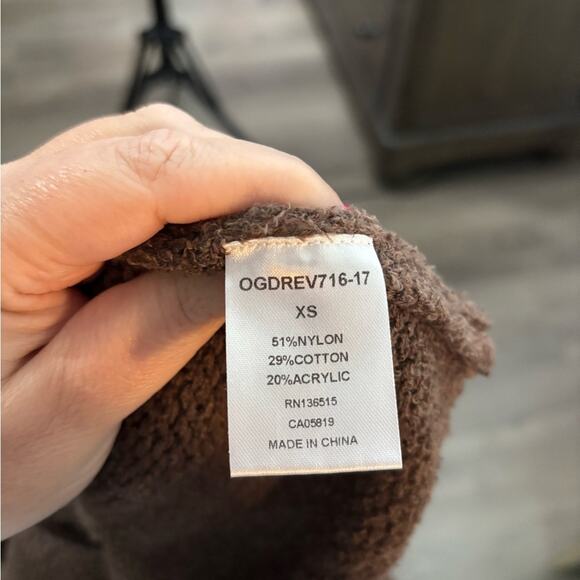 OGDREV716-17
XS
51%NYLON
29%COTTON
20%ACRYLIC
RN136515
CA05819
MADE IN CHINA